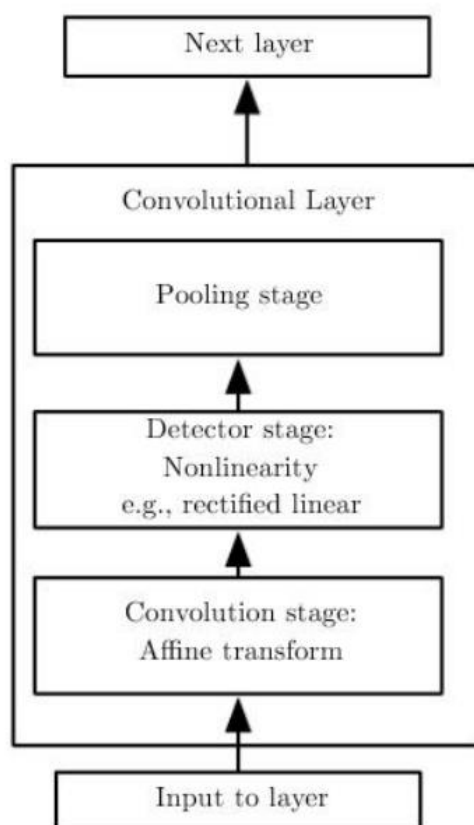 Next layer
Convolutional Layer
Pooling stage
Detector stage:
Nonlinearity
e.g., rectified linear
Convolution stage:
Affine transform
Input to layer